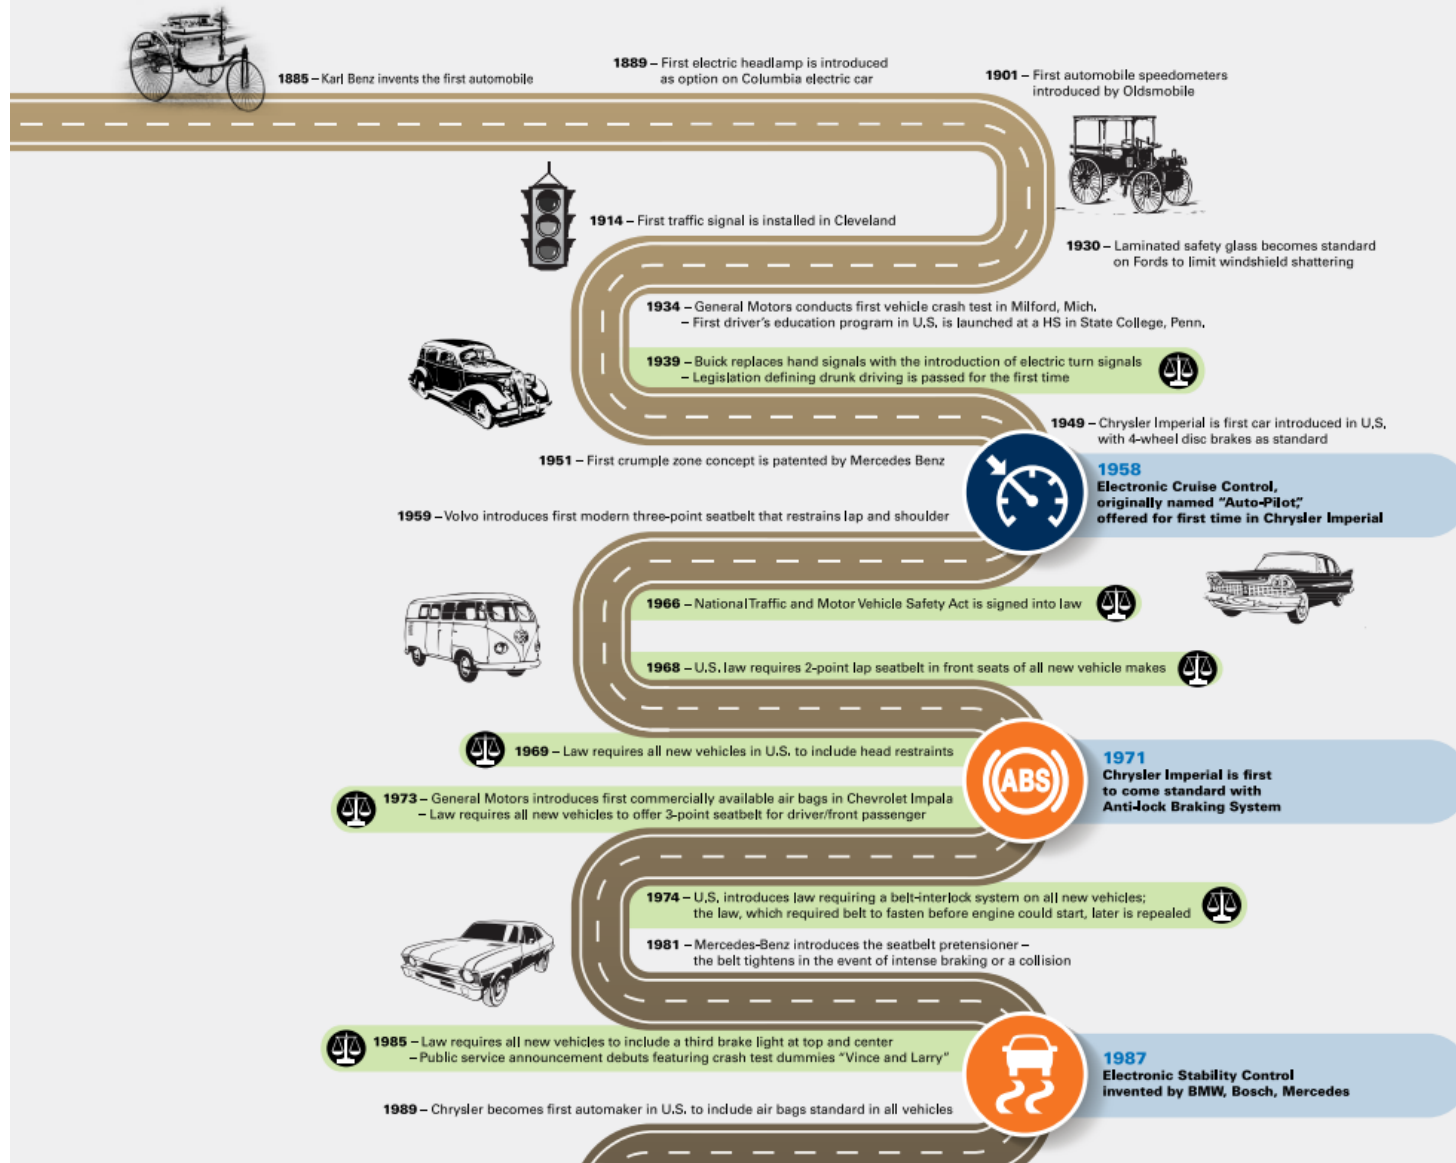 1885 – Karl Benz invents the first automobile
1889 – First electric headlamp is introduced
as option on Columbia electric car
1901 – First automobile speedometers
introduced by Oldsmobile
1914 – First traffic signal is installed in Cleveland
1930 – Laminated safety glass becomes standard
on Fords to limit windshield shattering
1934 – General Motors conducts first vehicle crash test in Milford, Mich.
– First driver's education program in U.S. is launched at a HS in State College, Penn.
1939 – Buick replaces hand signals with the introduction of electric turn signals
– Legislation defining drunk driving is passed for the first time
1949 – Chrysler Imperial is first car introduced in U.S.
with 4-wheel disc brakes as standard
1951 – First crumple zone concept is patented by Mercedes Benz
1958
Electronic Cruise Control,
originally named "Auto-Pilot,"
offered for first time in Chrysler Imperial
1959 – Volvo introduces first modern three-point seatbelt that restrains lap and shoulder
1966 – National Traffic and Motor Vehicle Safety Act is signed into law
1968 – U.S. law requires 2-point lap seatbelt in front seats of all new vehicle makes
1969 – Law requires all new vehicles in U.S. to include head restraints
ABS
1971
Chrysler Imperial is first
to come standard with
Anti-lock Braking System
1973 – General Motors introduces first commercially available air bags in Chevrolet Impala
– Law requires all new vehicles to offer 3-point seatbelt for driver/front passenger
1974 – U.S. introduces law requiring a belt-interlock system on all new vehicles;
the law, which required belt to fasten before engine could start, later is repealed
1981 – Mercedes-Benz introduces the seatbelt pretensioner –
the belt tightens in the event of intense braking or a collision
1985 – Law requires all new vehicles to include a third brake light at top and center
– Public service announcement debuts featuring crash test dummies "Vince and Larry"
1987
Electronic Stability Control
invented by BMW, Bosch, Mercedes
1989 – Chrysler becomes first automaker in U.S. to include air bags standard in all vehicles